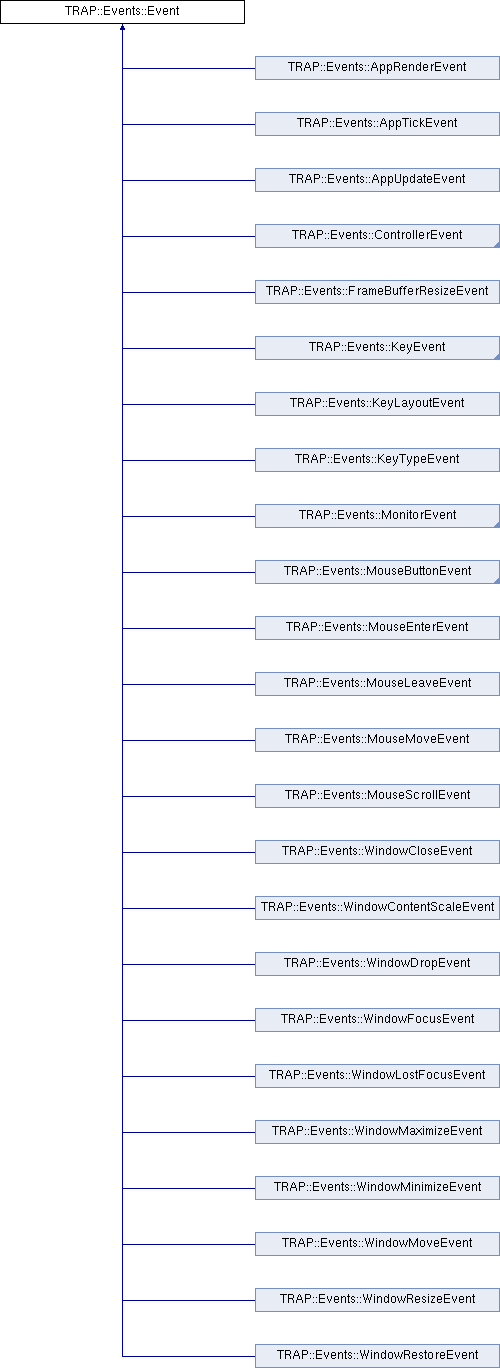 TRAP::Events::Event
TRAP::Events::AppRenderEvent
TRAP::Events::AppTickEvent
TRAP::Events::AppUpdateEvent
TRAP::Events::ControllerEvent
TRAP::Events::FrameBufferResizeEvent
TRAP::Events::KeyEvent
TRAP::Events::KeyLayoutEvent
TRAP::Events::KeyTypeEvent
TRAP::Events::MonitorEvent
TRAP::Events::MouseButtonEvent
TRAP::Events::MouseEnterEvent
TRAP::Events::MouseLeaveEvent
TRAP::Events::MouseMoveEvent
TRAP::Events::MouseScrollEvent
TRAP::Events::WindowCloseEvent
TRAP::Events::WindowContentScaleEvent
TRAP::Events::WindowDropEvent
TRAP::Events::WindowFocusEvent
TRAP::Events::WindowLostFocusEvent
TRAP::Events::WindowMaximizeEvent
TRAP::Events::WindowMinimizeEvent
TRAP::Events::WindowMoveEvent
TRAP::Events::WindowResizeEvent
TRAP::Events::WindowRestoreEvent